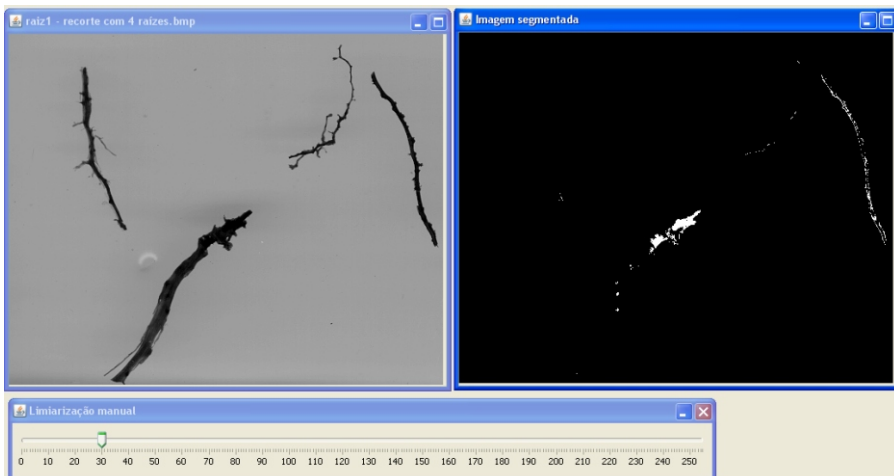 raiz1 - recorte com 4 raízes.bmp
Imagem segmentada
Limiarização manual
0 10 20 30 40 50 60 70 80 90 100 110 120 130 140 150 160 170 180 190 200 210 220 230 240 250